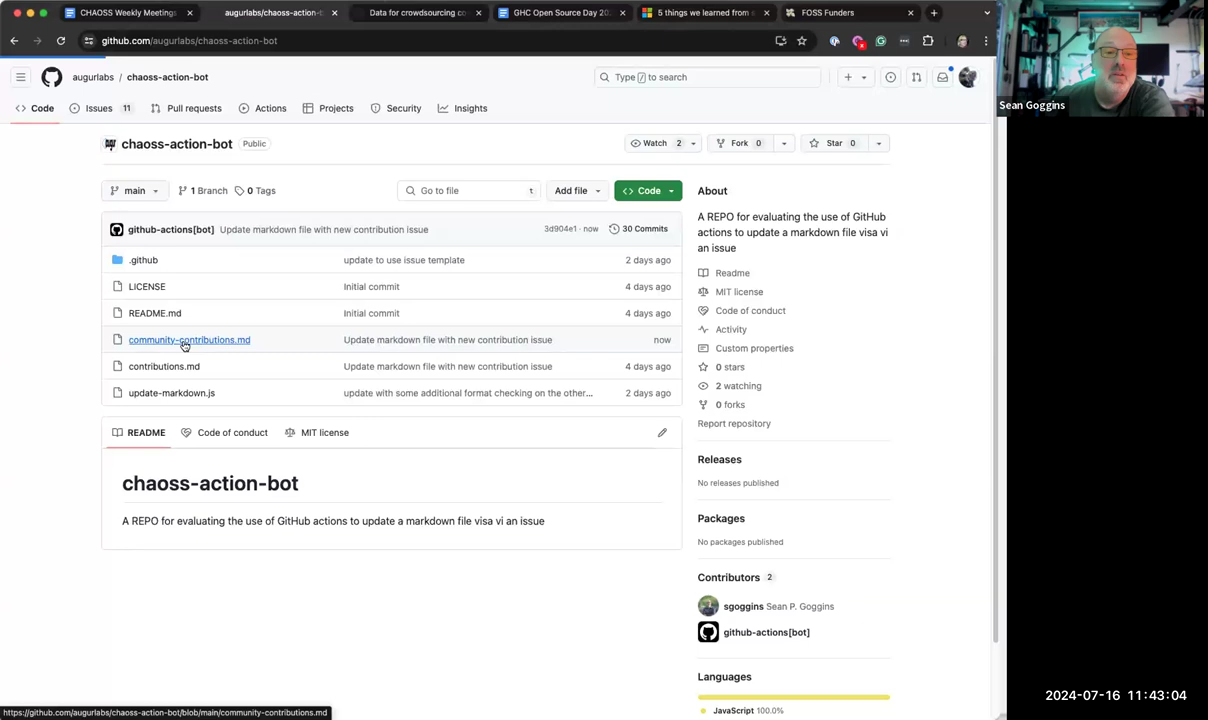 CHAOSS Weekly Meetings
augurlabs/chaoss-action-b
Data for crowdsourcing co
GHC Open Source Day 202
5 things we learned from
FOSS Funders
github.com/augurlabs/chaoss-action-bot
augurlabs / chaoss-action-bot
Type / to search
Code
Issues 11
Pull requests
Actions
Projects
Security
Insights
Sean Goggins
chaoss-action-bot Public
Watch 2
Fork 0
Star 0
main
1 Branch
0 Tags
Go to file t
Add file
Code
github-actions[bot] Update markdown file with new contribution issue 3d904e1 · now 30 Commits
.github update to use issue template 2 days ago
LICENSE Initial commit 4 days ago
README.md Initial commit 4 days ago
community-contributions.md Update markdown file with new contribution issue now
contributions.md Update markdown file with new contribution issue 4 days ago
update-markdown.js update with some additional format checking on the other... 2 days ago
README
Code of conduct
MIT license
chaoss-action-bot
A REPO for evaluating the use of GitHub actions to update a markdown file visa vi an issue
About
A REPO for evaluating the use of GitHub
actions to update a markdown file visa vi
an issue
Readme
MIT license
Code of conduct
Activity
Custom properties
0 stars
2 watching
0 forks
Report repository
Releases
No releases published
Packages
No packages published
Contributors 2
sgoggins Sean P. Goggins
github-actions[bot]
Languages
JavaScript 100.0%
https://github.com/augurlabs/chaoss-action-bot/blob/main/community-contributions.md
2024-07-16 11:43:04